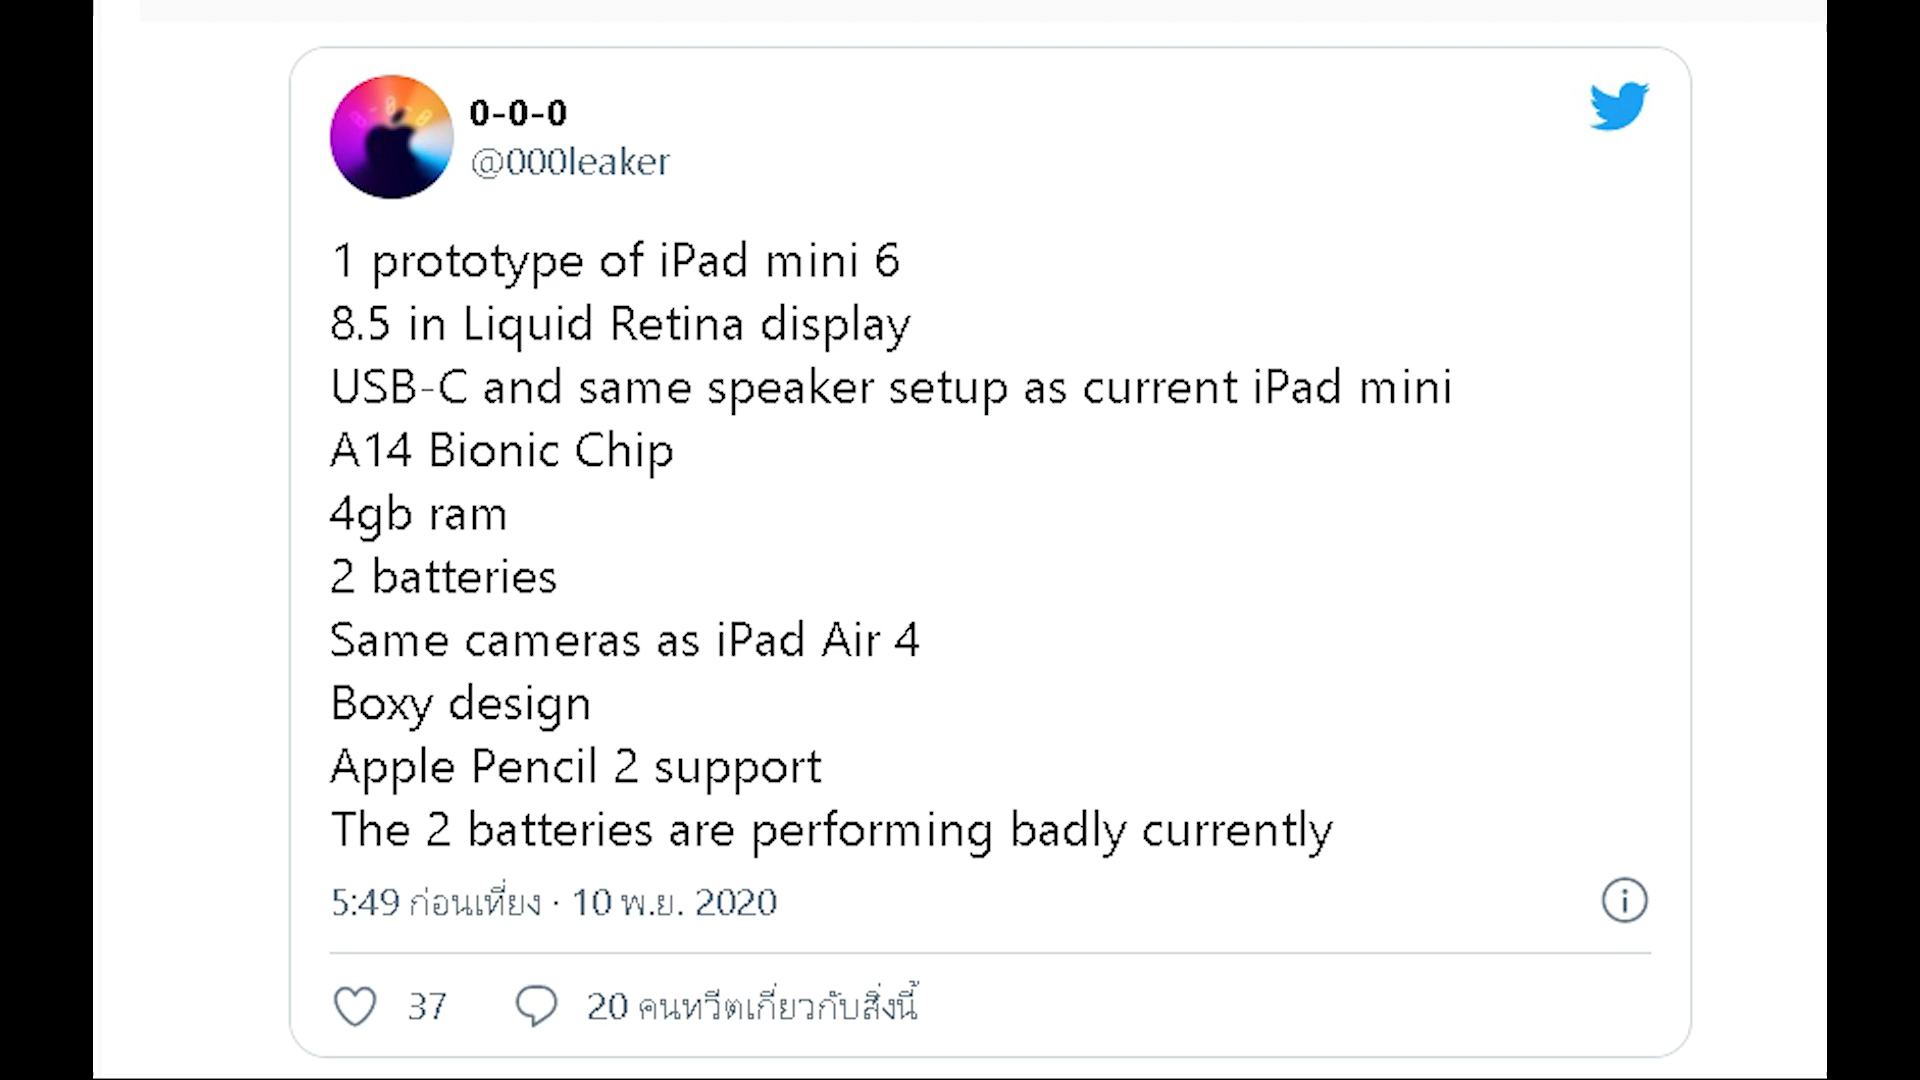 0-0-0
@000leaker
1 prototype of iPad mini 6
8.5 in Liquid Retina display
USB-C and same speaker setup as current iPad mini
A14 Bionic Chip
4gb ram
2 batteries
Same cameras as iPad Air 4
Boxy design
Apple Pencil 2 support
The 2 batteries are performing badly currently
5:49 ก่อนเที่ยง · 10 พ.ย. 2020
37
20 คนทวีตเกี่ยวกับสิ่งนี้